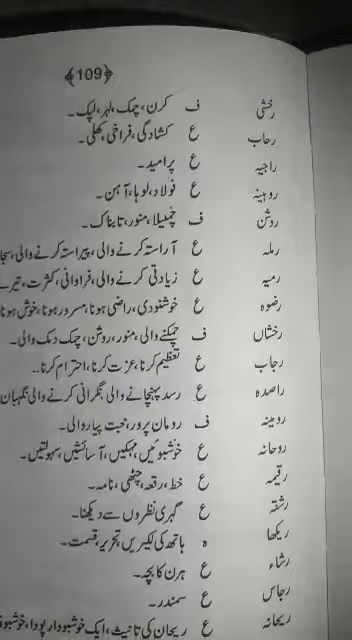 ﴿109﴾
رخشی ف کرن، چمک، لہر، لپک۔
رحاب ع کشادگی، فراخی، کھلی۔
راجیہ ع پرامید۔
روہینہ ع فولاد، لوہا، آہن۔
روشن ف چمکیلا، منور، تابناک۔
رملہ ع آراستہ کرنے والی، پیراستہ کرنے والی،
رمیہ ع زیادتی کرنے والی، فراوانی، کثرت،
رضوہ ع خوشنودی، راضی ہونا، مسرور ہونا، خوش ہونا
رخشاں ف چمکنے والی، منور، روشن، چمک دمک والی۔
رجاب ع تعظیم کرنا، عزت کرنا، احترام کرنا۔
راصدہ ع رسد پہنچانے والی، نگرانی کرنے والی، نگہبان
رومینہ ف رومان پرور، محبت پیار والی۔
روحانہ ع خوشبوئیں، مہکیں، آسائشیں، سہولتیں۔
رقیمہ ع خط، رقعہ، چٹھی، نامہ۔
رشقہ ع گہری نظروں سے دیکھنا۔
ریکھا ہ ہاتھ کی لکیریں، تحریر، قسمت۔
رشاء ع ہرن کا بچہ۔
رجاس ع سمندر۔
ریحانہ ع ریحان کی تانیث، ایک خوشبودار پودا،